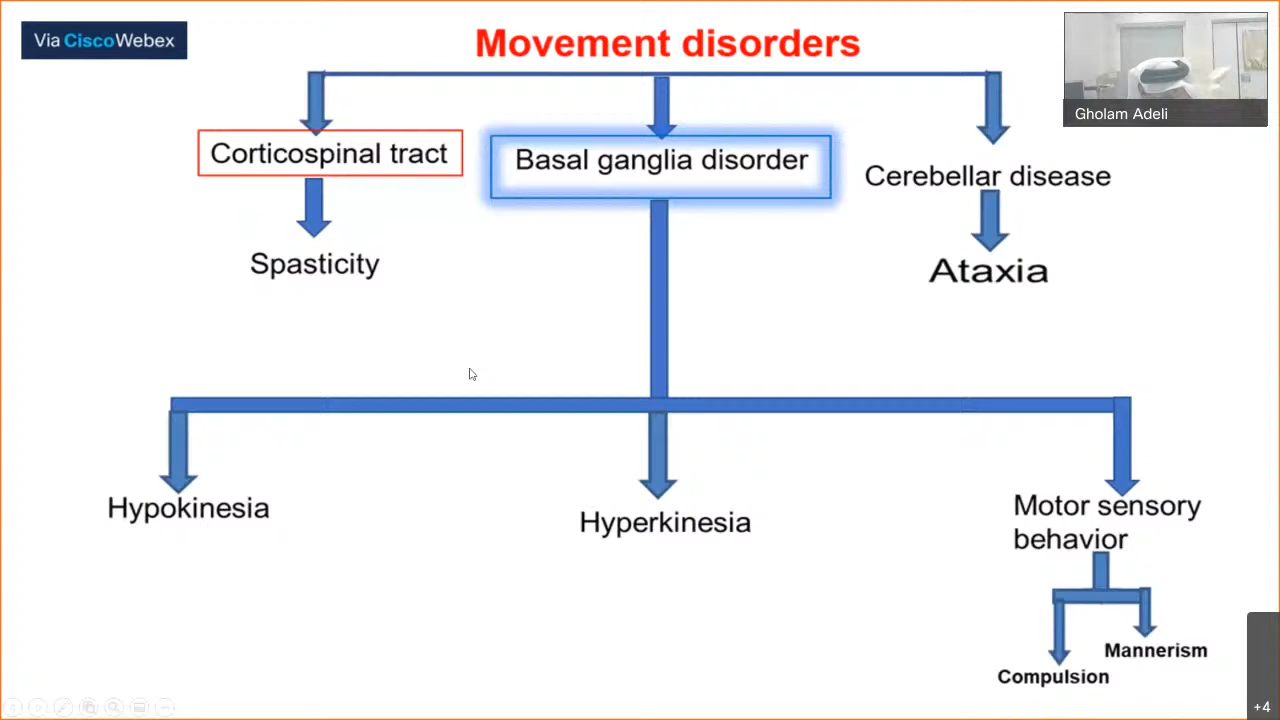 Via CiscoWebex
Movement disorders
Gholam Adeli
Corticospinal tract
Basal ganglia disorder
Cerebellar disease
Spasticity
Ataxia
Hypokinesia
Hyperkinesia
Motor sensory
behavior
Mannerism
Compulsion
+4